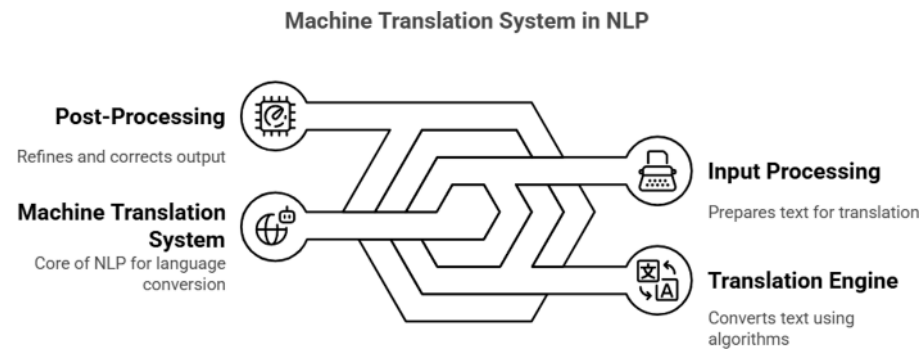 Machine Translation System in NLP
Post-Processing
Refines and corrects output
Input Processing
Prepares text for translation
Machine Translation
System
Core of NLP for language
conversion
文
A
Translation Engine
Converts text using
algorithms